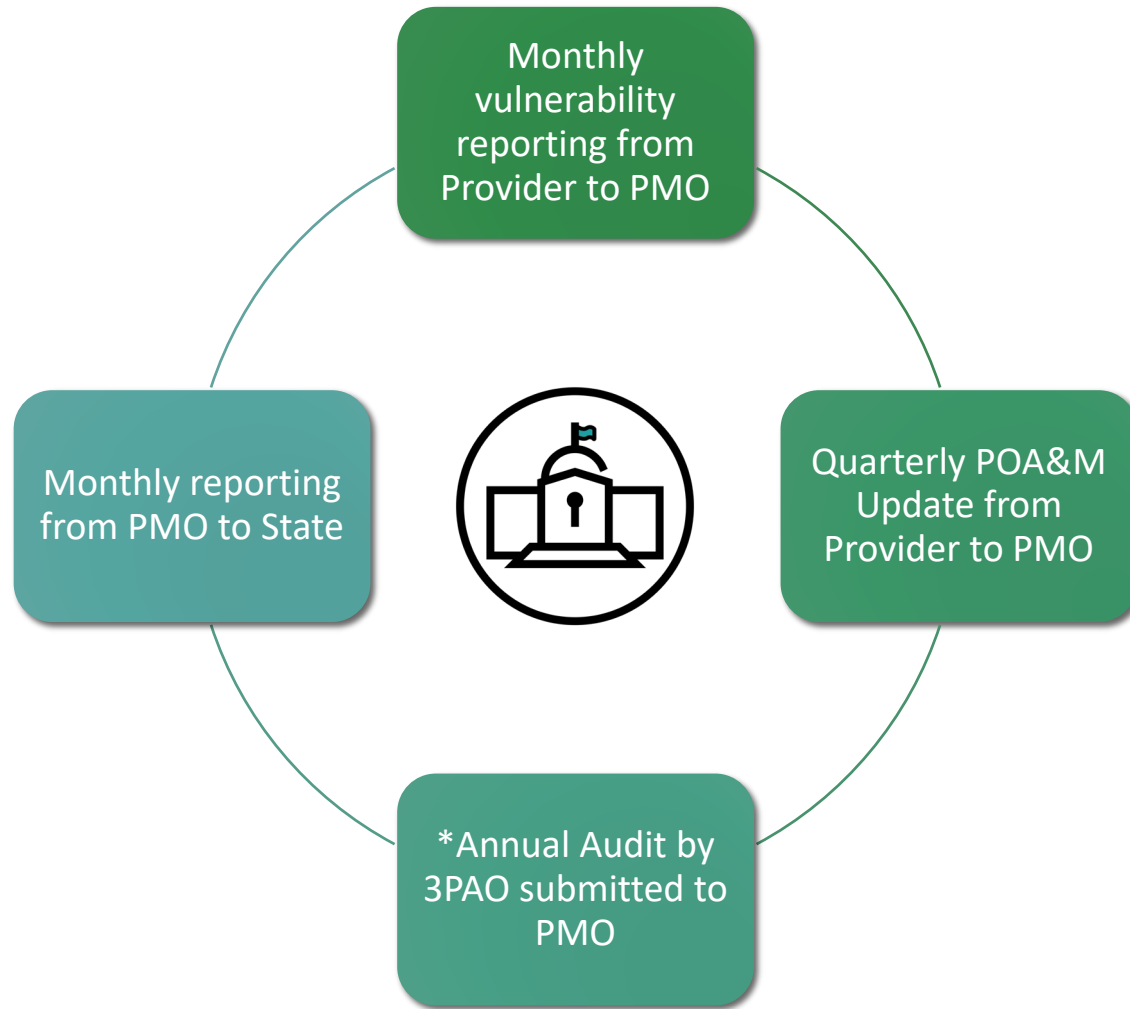 Monthly
vulnerability
reporting from
Provider to PMO
Quarterly POA&M
Update from
Provider to PMO
*Annual Audit by
3PAO submitted to
PMO
Monthly reporting
from PMO to State